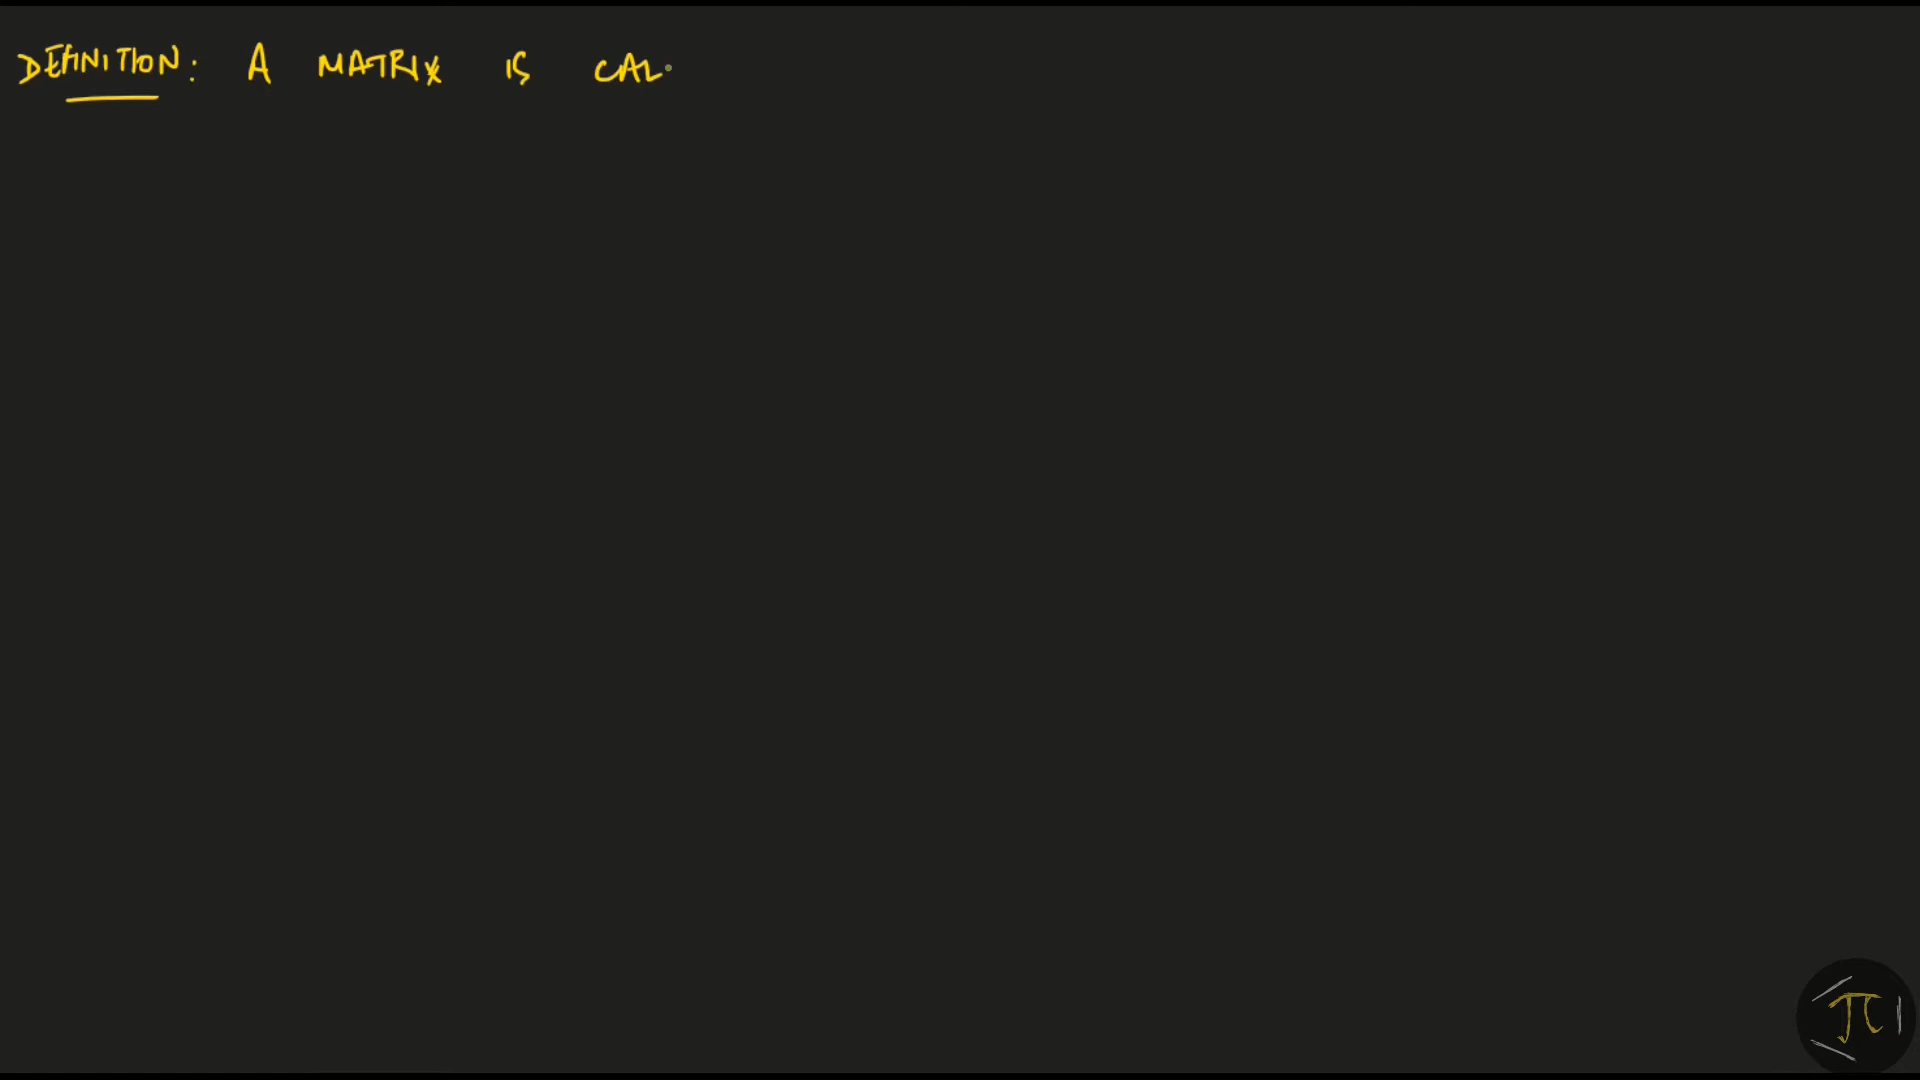 DEFINITION: A MATRIX IS CAL
π